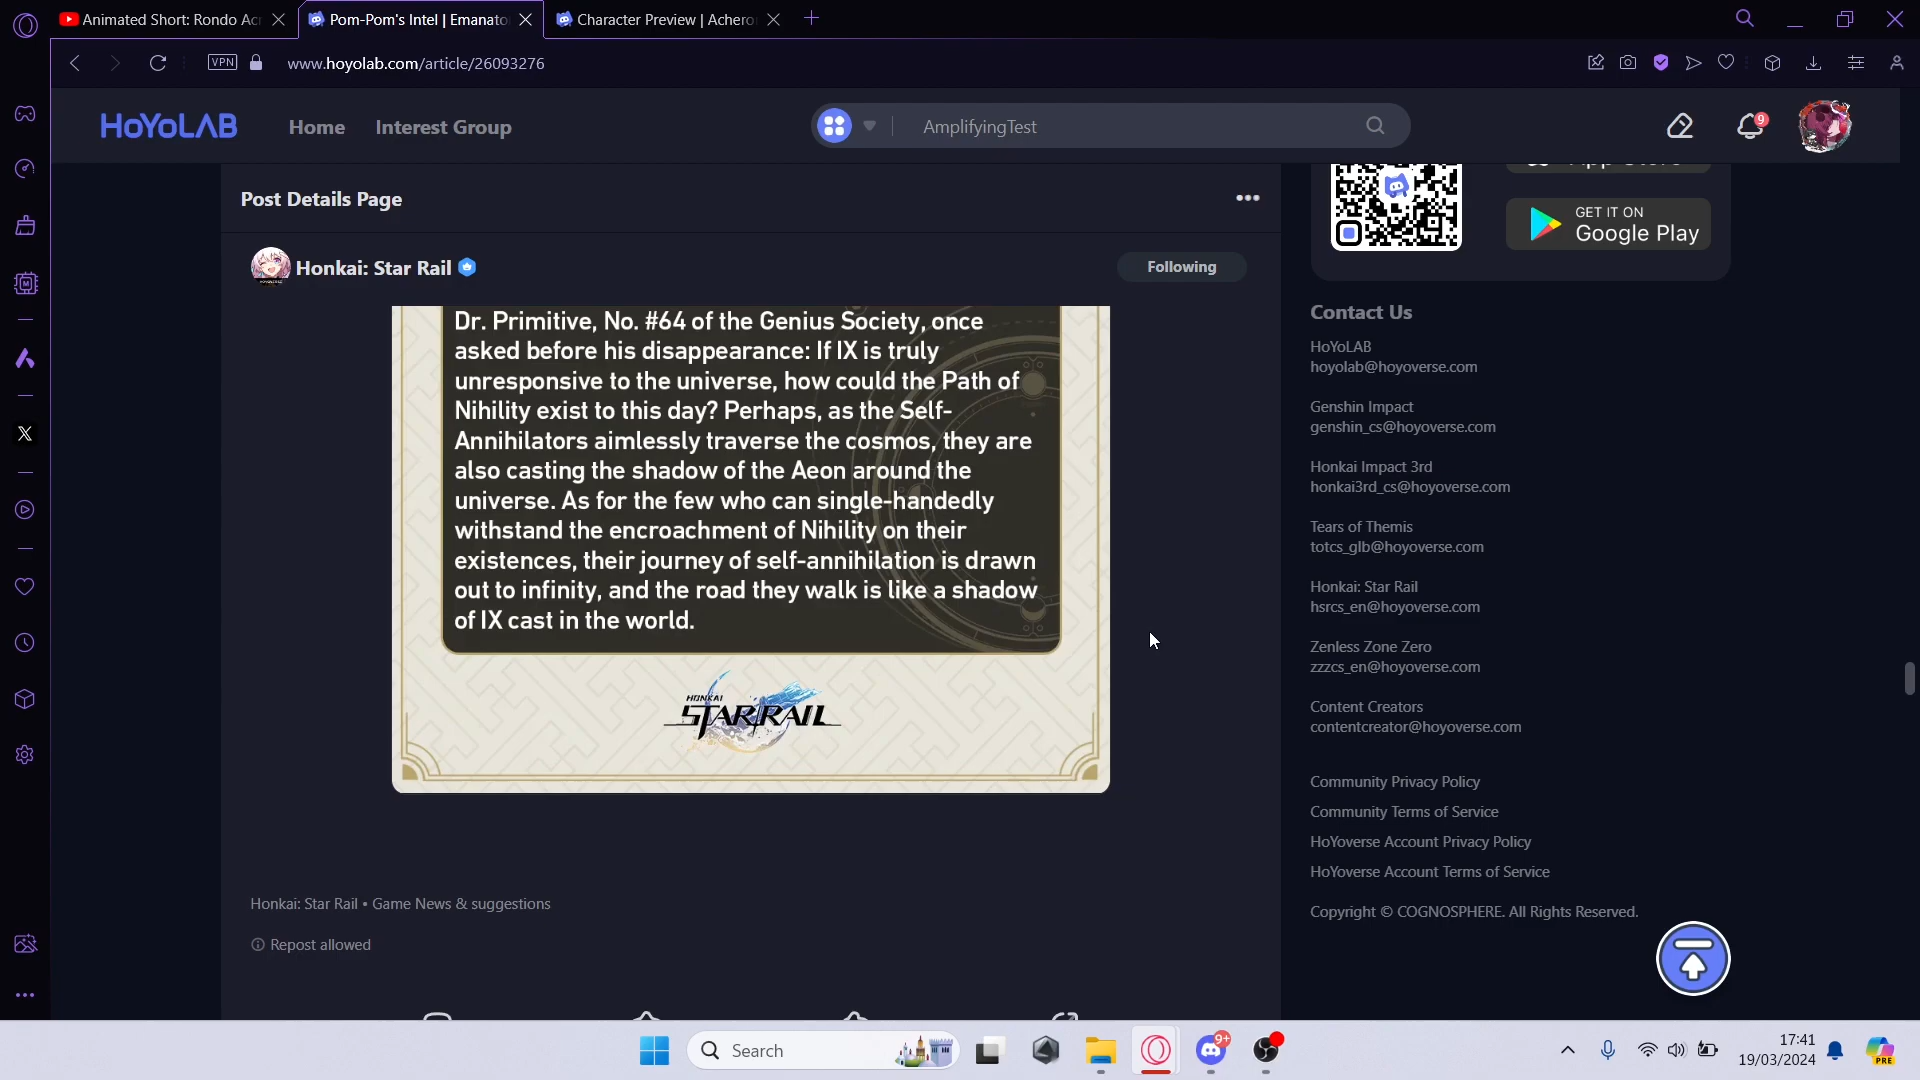 Animated Short: Rondo Acr
Pom-Pom's Intel | Emanato
Character Preview | Achero
VPN
www.hoyolab.com/article/26093276
HoYoLAB
Home
Interest Group
AmplifyingTest
9
Post Details Page
GET IT ON
Google Play
Honkai: Star Rail
Following
Dr. Primitive, No. #64 of the Genius Society, once
asked before his disappearance: If IX is truly
unresponsive to the universe, how could the Path of
Nihility exist to this day? Perhaps, as the Self-
Annihilators aimlessly traverse the cosmos, they are
also casting the shadow of the Aeon around the
universe. As for the few who can single-handedly
withstand the encroachment of Nihility on their
existences, their journey of self-annihilation is drawn
out to infinity, and the road they walk is like a shadow
of IX cast in the world.
HONKAI
STAR RAIL
Honkai: Star Rail • Game News & suggestions
Repost allowed
Contact Us
HoYoLAB
hoyolab@hoyoverse.com
Genshin Impact
genshin_cs@hoyoverse.com
Honkai Impact 3rd
honkai3rd_cs@hoyoverse.com
Tears of Themis
totcs_glb@hoyoverse.com
Honkai: Star Rail
hsrcs_en@hoyoverse.com
Zenless Zone Zero
zzzcs_en@hoyoverse.com
Content Creators
contentcreator@hoyoverse.com
Community Privacy Policy
Community Terms of Service
HoYoverse Account Privacy Policy
HoYoverse Account Terms of Service
Copyright © COGNOSPHERE. All Rights Reserved.
Search
9+
17:41
19/03/2024
PRE